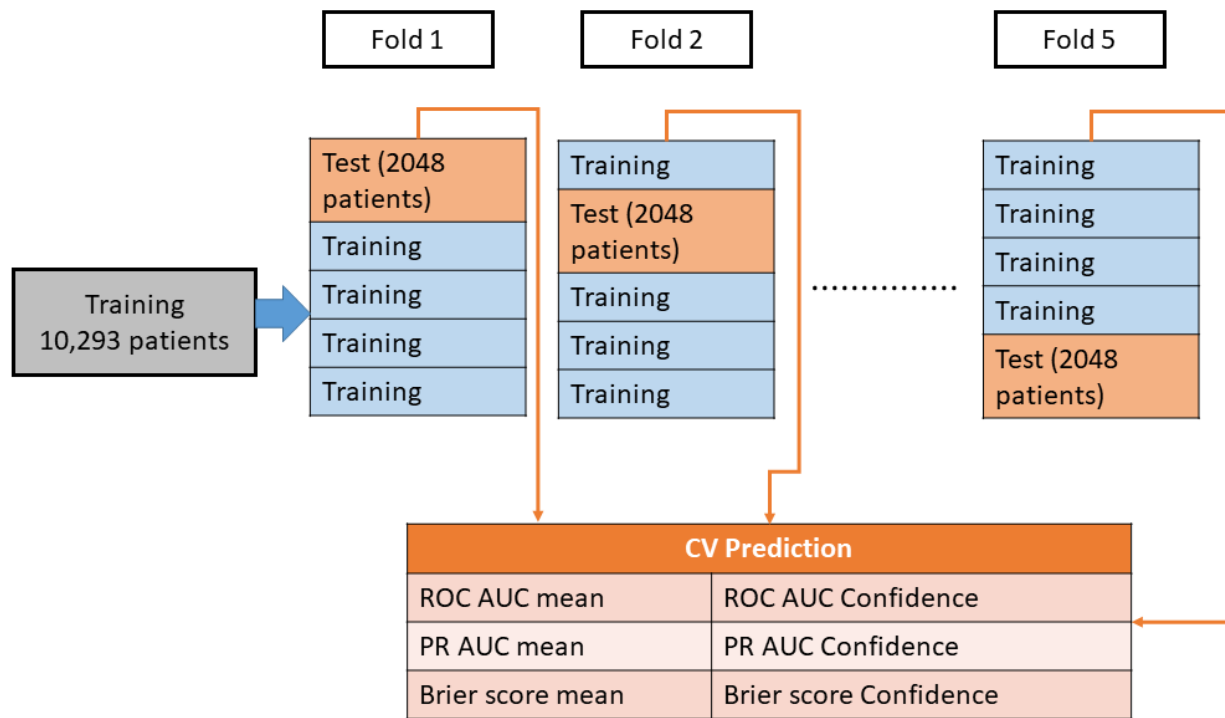 Fold 1
Fold 2
Fold 5
Training
10,293 patients
Test (2048
patients)
Training
Training
Training
Training
Training
Test (2048
patients)
Training
Training
Training
Training
Training
Training
Training
Test (2048
patients)
CV Prediction
ROC AUC mean
ROC AUC Confidence
PR AUC mean
PR AUC Confidence
Brier score mean
Brier score Confidence